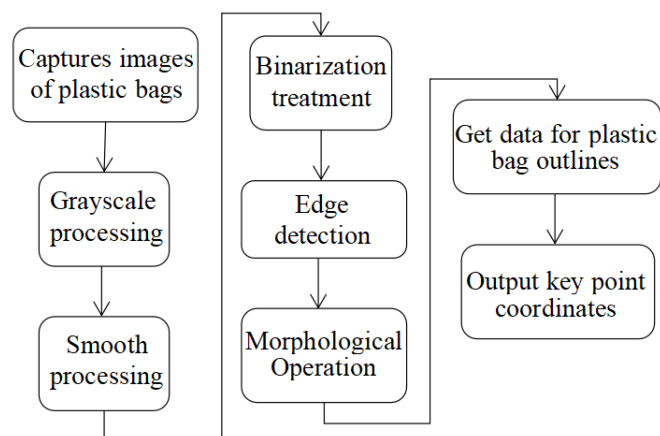 Captures images
of plastic bags
Grayscale
processing
Smooth
processing
Binarization
treatment
Edge
detection
Morphological
Operation
Get data for plastic
bag outlines
Output key point
coordinates